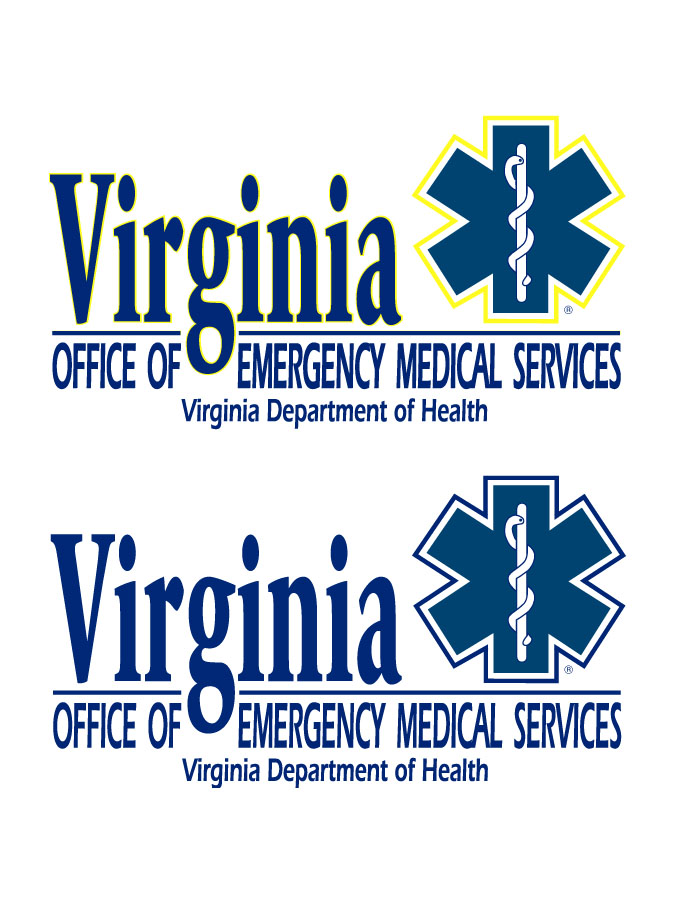 Virginia
®
OFFICE OF EMERGENCY MEDICAL SERVICES
Virginia Department of Health
Virginia
®
OFFICE OF EMERGENCY MEDICAL SERVICES
Virginia Department of Health